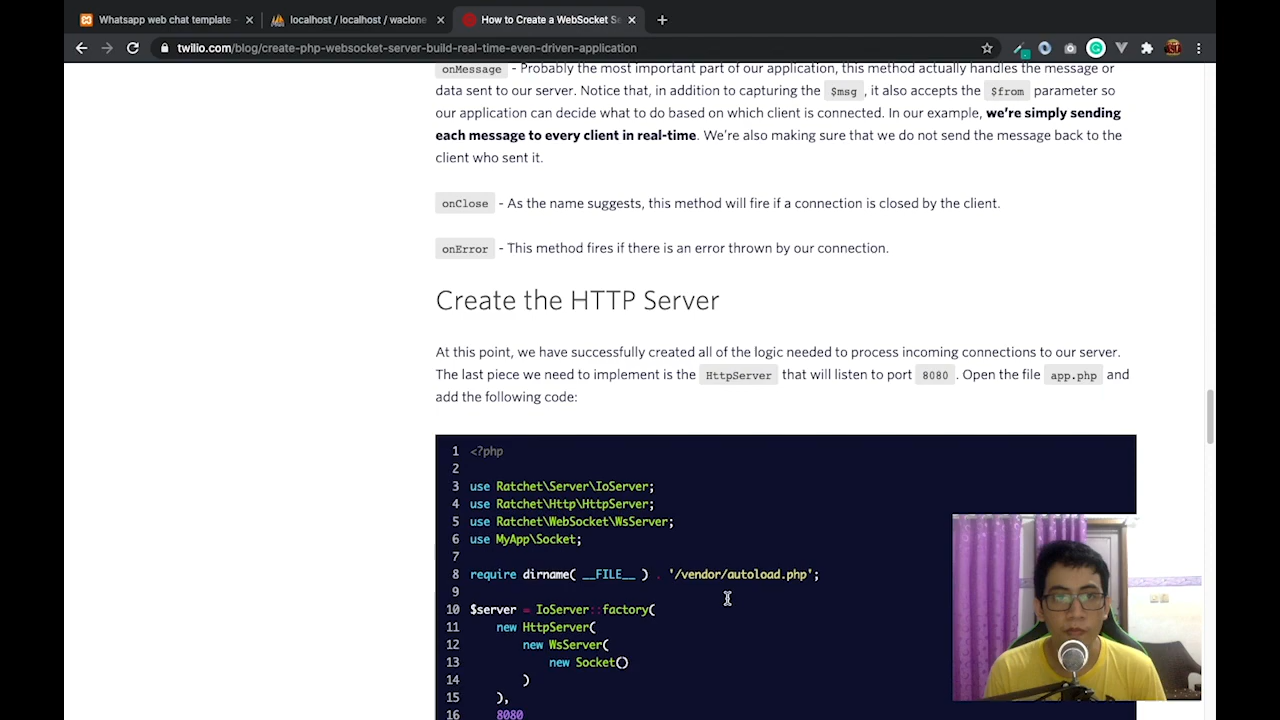 Whatsapp web chat template
localhost / localhost / waclone
How to Create a WebSocket Se
twilio.com/blog/create-php-websocket-server-build-real-time-even-driven-application
onMessage - Probably the most important part of our application, this method actually handles the message or
data sent to our server. Notice that, in addition to capturing the $msg , it also accepts the $from parameter so
our application can decide what to do based on which client is connected. In our example, we’re simply sending
each message to every client in real-time. We’re also making sure that we do not send the message back to the
client who sent it.
onClose - As the name suggests, this method will fire if a connection is closed by the client.
onError - This method fires if there is an error thrown by our connection.
Create the HTTP Server
At this point, we have successfully created all of the logic needed to process incoming connections to our server.
The last piece we need to implement is the HttpServer that will listen to port 8080 . Open the file app.php and
add the following code:
1 <?php
2
3 use Ratchet\Server\IoServer;
4 use Ratchet\Http\HttpServer;
5 use Ratchet\WebSocket\WsServer;
6 use MyApp\Socket;
7
8 require dirname( __FILE__ ) . '/vendor/autoload.php';
9
10 $server = IoServer::factory(
11 new HttpServer(
12 new WsServer(
13 new Socket()
14 )
15 ),
16 8080